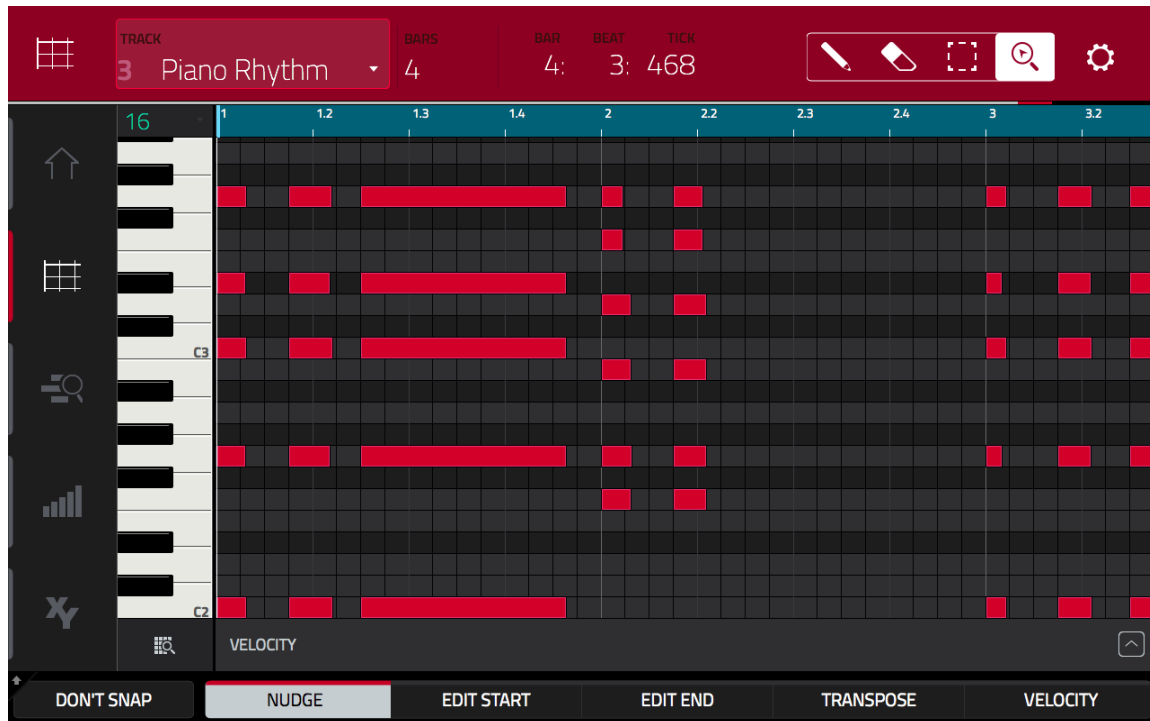 TRACK BARS BAR BEAT TICK
3 Piano Rhythm 4 4: 3: 468
16 1 1.2 1.3 1.4 2 2.2 2.3 2.4 3 3.2
C3
XY
C2
VELOCITY
DON'T SNAP NUDGE EDIT START EDIT END TRANSPOSE VELOCITY